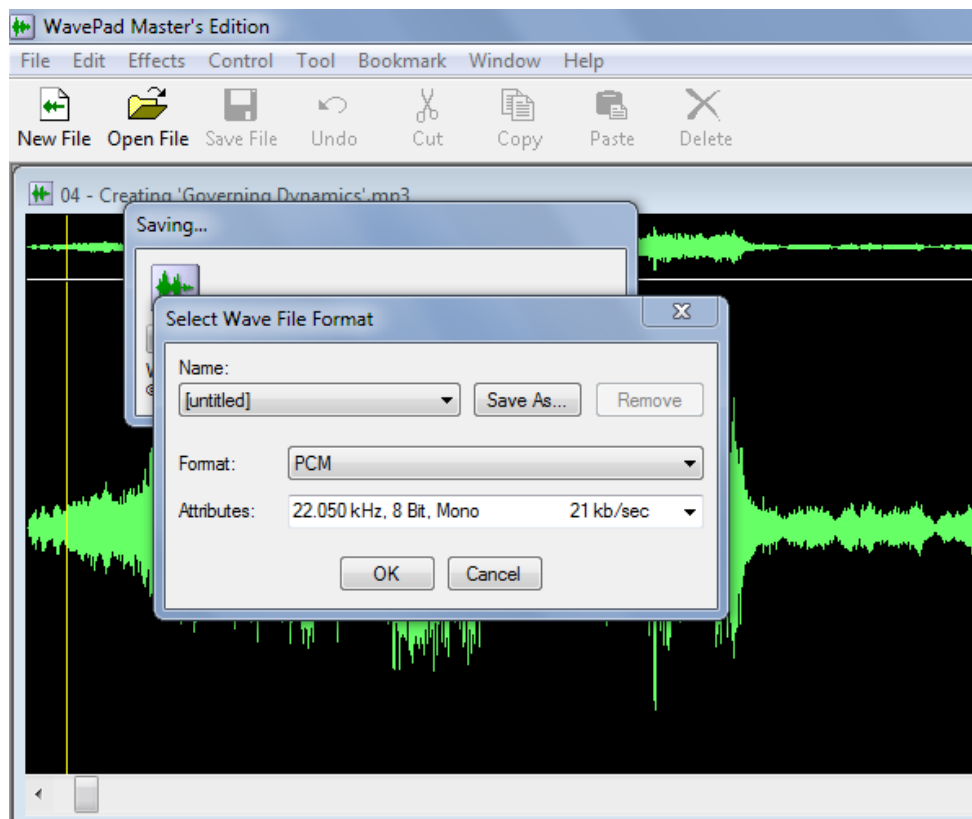 WavePad Master's Edition
File Edit Effects Control Tool Bookmark Window Help
New File Open File Save File Undo Cut Copy Paste Delete
04 - Creating 'Governing Dynamics'.mp3
Saving...
Select Wave File Format
Name:
[untitled] Save As... Remove
Format: PCM
Attributes: 22.050 kHz, 8 Bit, Mono 21 kb/sec
OK Cancel